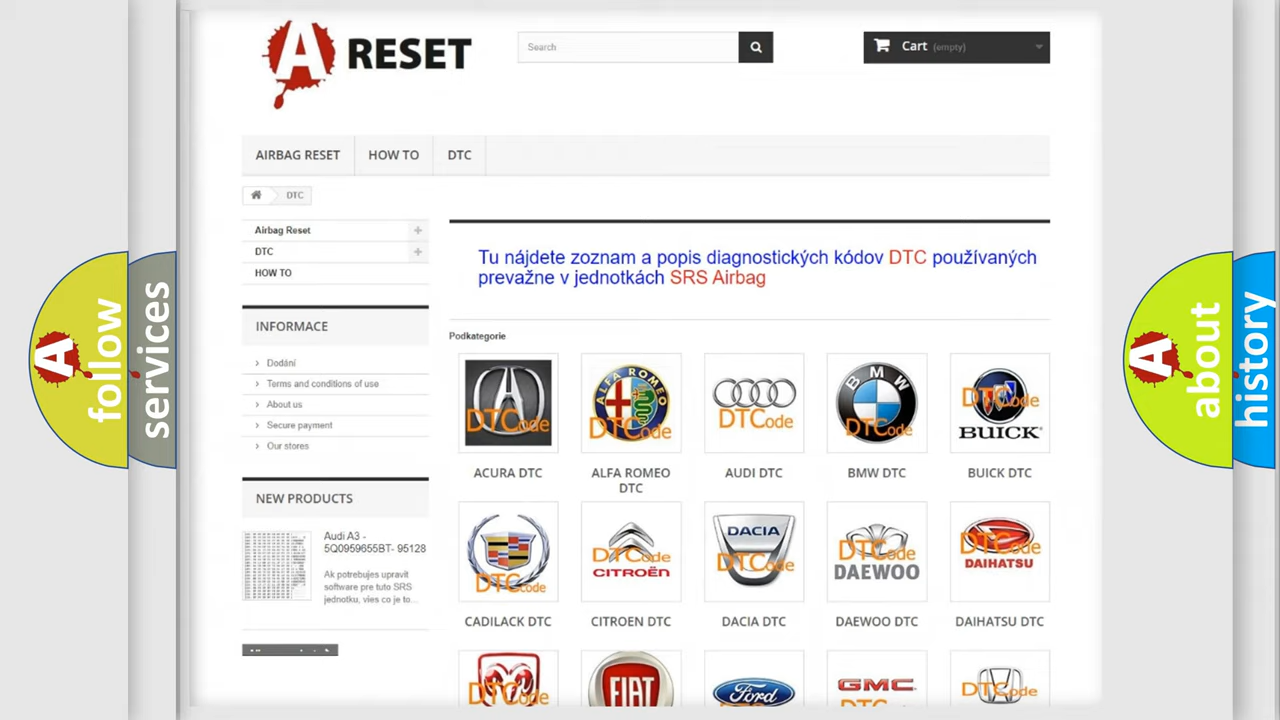 A RESET
Search
Cart (empty)
AIRBAG RESET
HOW TO
DTC
DTC
Airbag Reset
DTC
HOW TO
Tu nájdete zoznam a popis diagnostických kódov DTC používaných
prevažne v jednotkách SRS Airbag
INFORMACE
Dodání
Terms and conditions of use
About us
Secure payment
Our stores
NEW PRODUCTS
Audi A3 -
5Q0959655BT- 95128
Ak potrebujes upravit
software pre tuto SRS
jednotku, vies co je to...
Podkategorie
DTCode
ALFA ROMEO
DTCode
DTCode
BMW
DTCode
DTCode
BUICK
ACURA DTC
ALFA ROMEO
DTC
AUDI DTC
BMW DTC
BUICK DTC
DTCode
DTCode
CITROËN
DACIA
DTCode
DTCode
DAEWOO
DTCode
DAIHATSU
CADILACK DTC
CITROEN DTC
DACIA DTC
DAEWOO DTC
DAIHATSU DTC
DTCode
FIAT
Ford
GMC
DTCode
A
follow
services
A
about
history